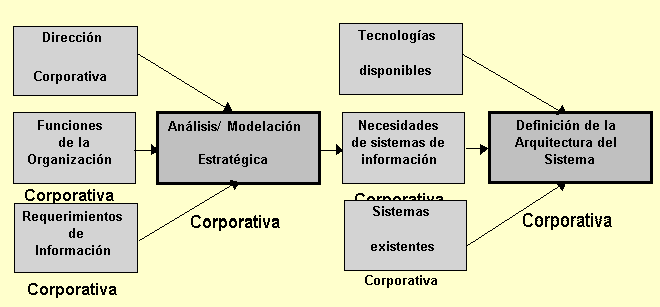 Dirección
Corporativa
Funciones
de la
Organización
Corporativa
Requerimientos
de
Información
Corporativa
Análisis/ Modelación
Estratégica
Corporativa
Tecnologías
disponibles
Necesidades
de sistemas de
información
Corporativa
Sistemas
existentes
Corporativa
Definición de la
Arquitectura del
Sistema
Corporativa